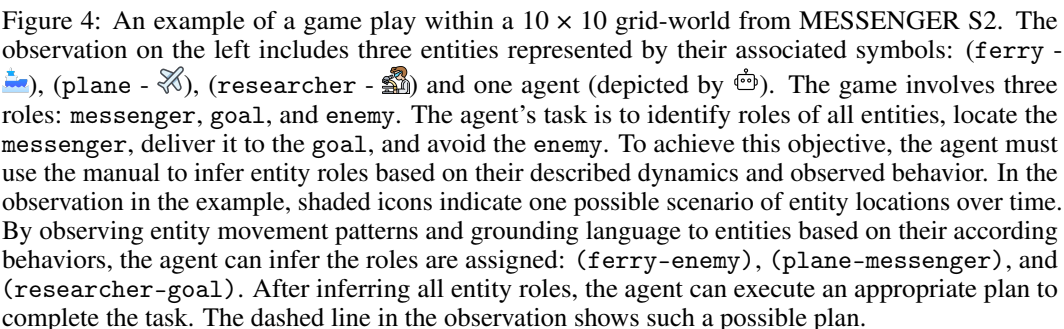 Figure 4: An example of a game play within a 10 × 10 grid-world from MESSENGER S2. The
observation on the left includes three entities represented by their associated symbols: (ferry -
), (plane - ), (researcher - ) and one agent (depicted by ). The game involves three
roles: messenger, goal, and enemy. The agent's task is to identify roles of all entities, locate the
messenger, deliver it to the goal, and avoid the enemy. To achieve this objective, the agent must
use the manual to infer entity roles based on their described dynamics and observed behavior. In the
observation in the example, shaded icons indicate one possible scenario of entity locations over time.
By observing entity movement patterns and grounding language to entities based on their according
behaviors, the agent can infer the roles are assigned: (ferry-enemy), (plane-messenger), and
(researcher-goal). After inferring all entity roles, the agent can execute an appropriate plan to
complete the task. The dashed line in the observation shows such a possible plan.